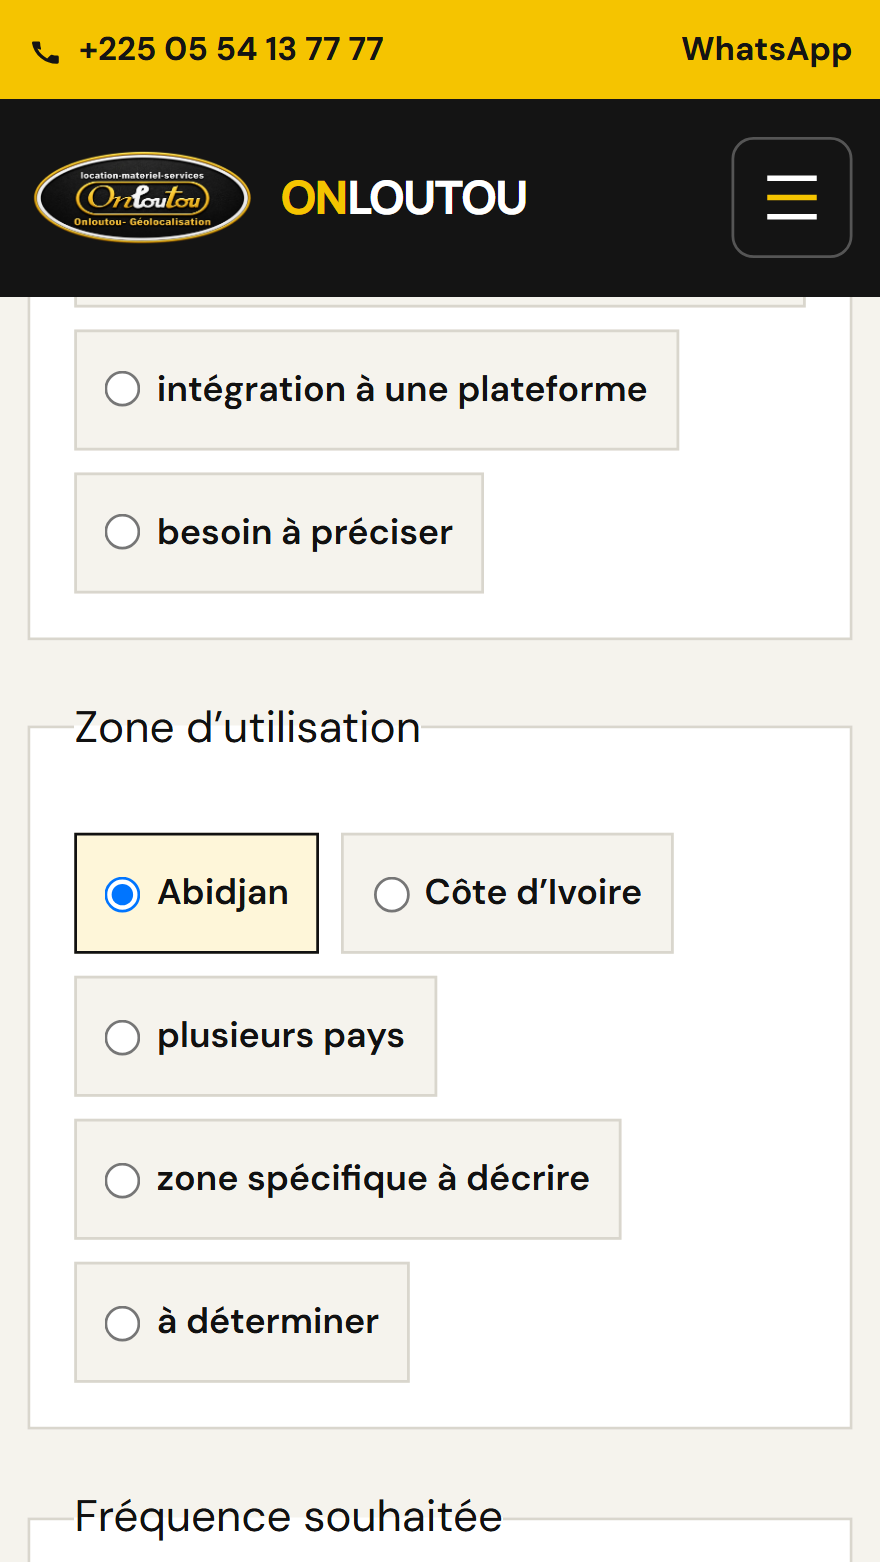 +225 05 54 13 77 77
WhatsApp
location-materiel-services
Onloutou
Onloutou- Géolocalisation
ONLOUTOU
intégration à une plateforme
besoin à préciser
Zone d’utilisation
Abidjan
Côte d’Ivoire
plusieurs pays
zone spécifique à décrire
à déterminer
Fréquence souhaitée